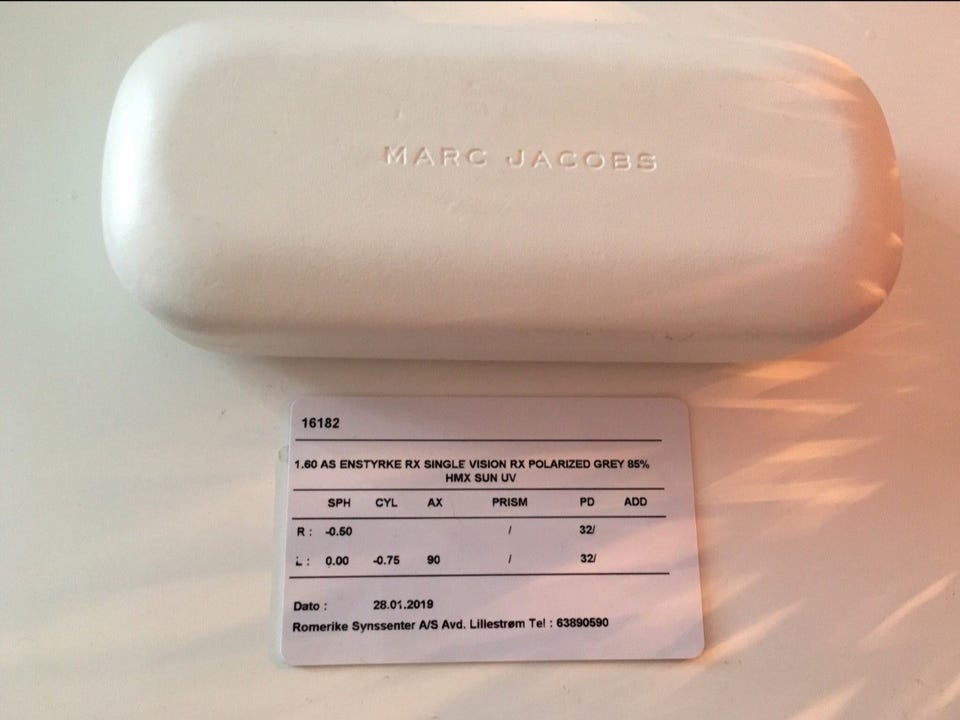 MARC JACOBS
16182
1.60 AS ENSTYRKE RX SINGLE VISION RX POLARIZED GREY 85%
HMX SUN UV
SPH CYL AX PRISM PD ADD
R : -0.50 / 32/
L : 0.00 -0.75 90 / 32/
Dato : 28.01.2019
Romerike Synssenter A/S Avd. Lillestrøm Tel : 63890590